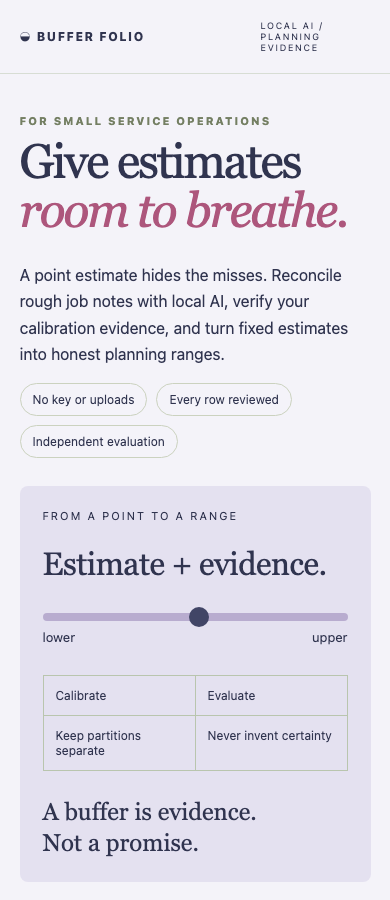 BUFFER FOLIO
LOCAL AI /
PLANNING
EVIDENCE
FOR SMALL SERVICE OPERATIONS
Give estimates
room to breathe.
A point estimate hides the misses. Reconcile
rough job notes with local AI, verify your
calibration evidence, and turn fixed estimates
into honest planning ranges.
No key or uploads
Every row reviewed
Independent evaluation
FROM A POINT TO A RANGE
Estimate + evidence.
lower
upper
Calibrate
Evaluate
Keep partitions
separate
Never invent certainty
A buffer is evidence.
Not a promise.